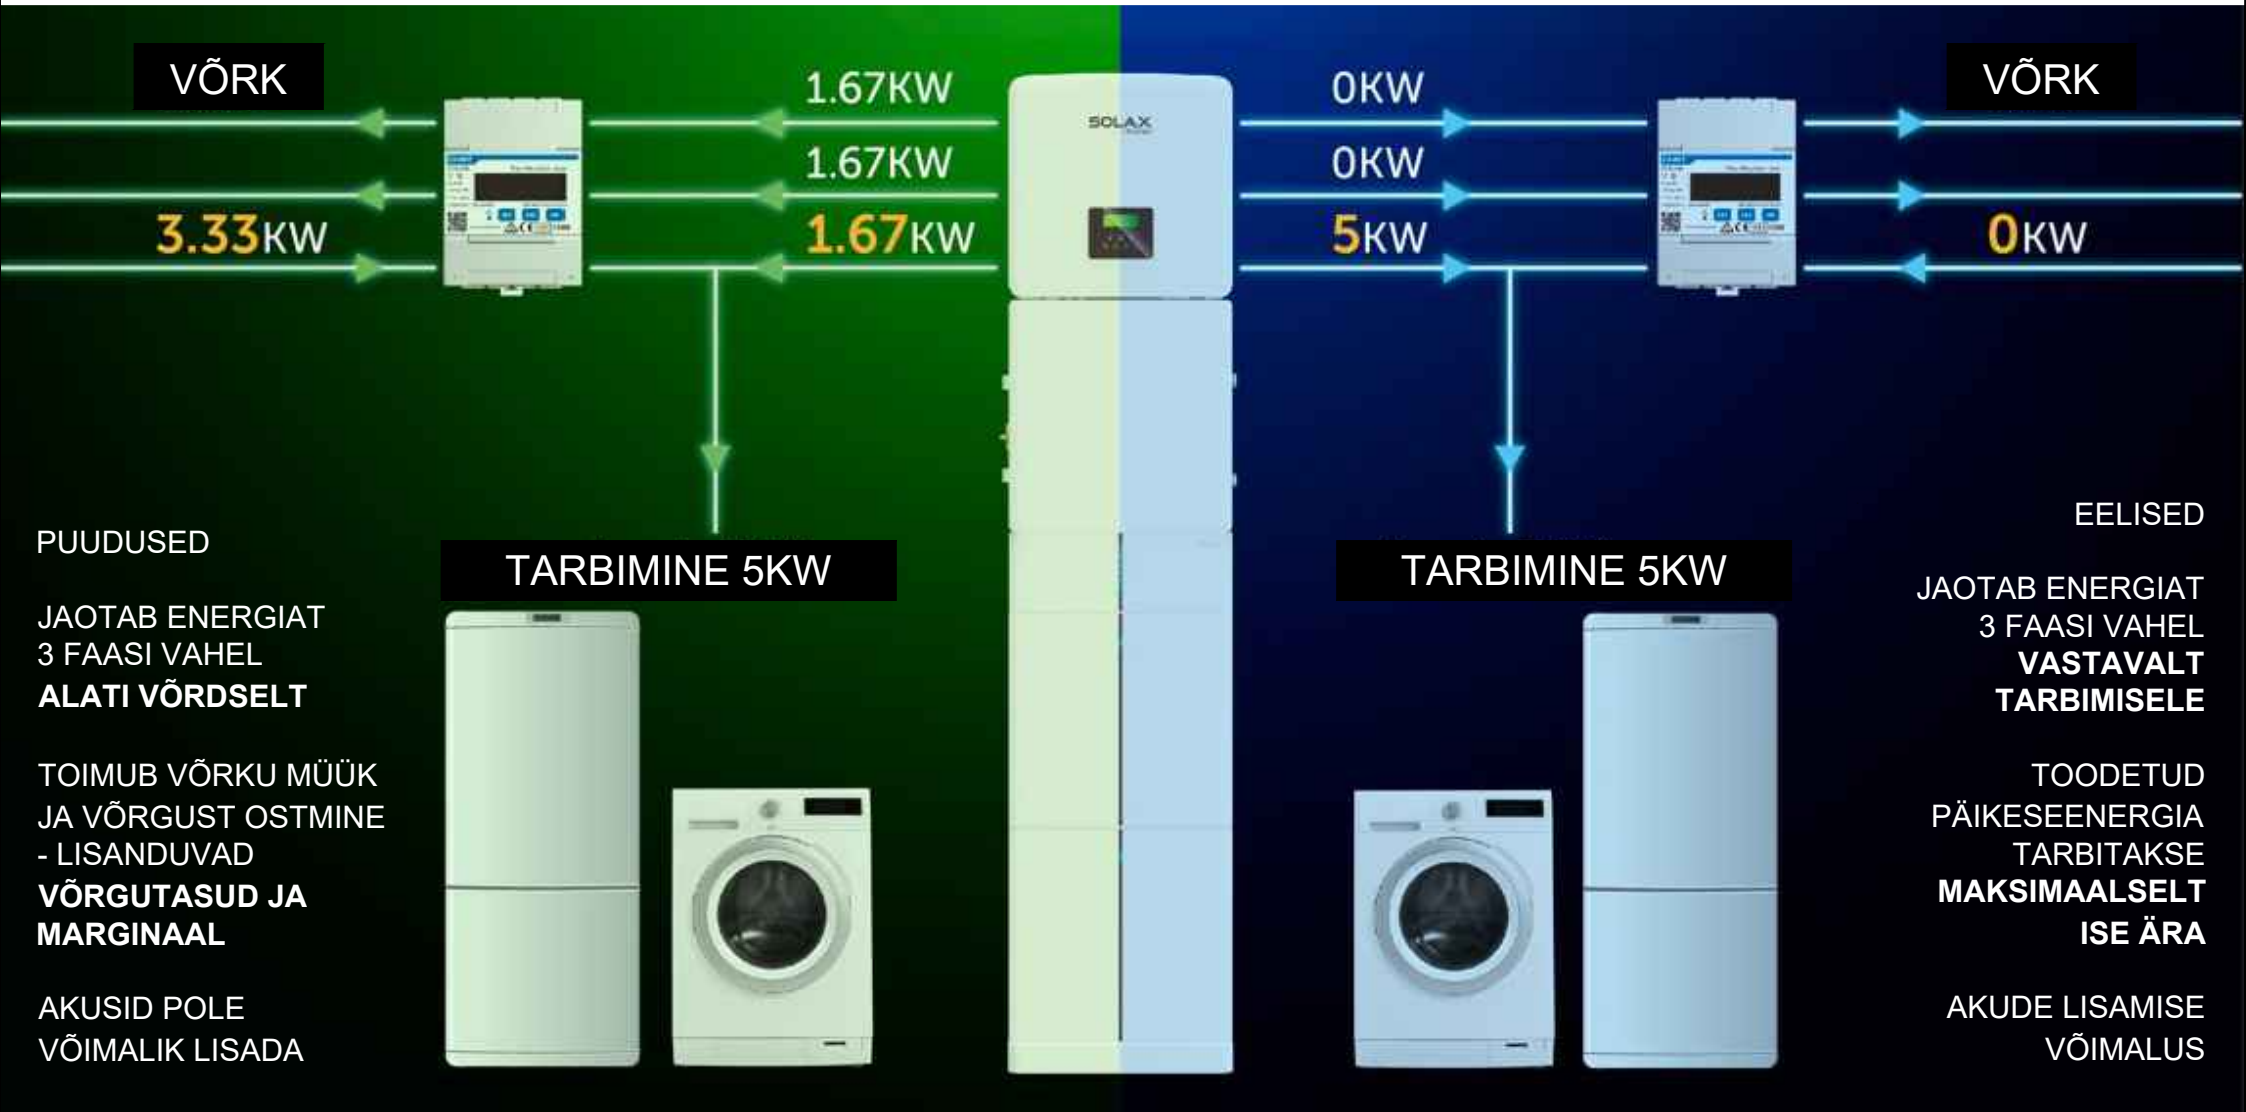 VÕRK
1.67KW
1.67KW
3.33KW
1.67KW
SOLAX
0KW
0KW
5KW
VÕRK
0KW
PUUDUSED
JAOTAB ENERGIAT
3 FAASI VAHEL
ALATI VÕRDSELT
TOIMUB VÕRKU MÜÜK
JA VÕRGUST OSTMINE
- LISANDUVAD
VÕRGUTASUD JA
MARGINAAL
AKUSID POLE
VÕIMALIK LISADA
TARBIMINE 5KW
TARBIMINE 5KW
EELISED
JAOTAB ENERGIAT
3 FAASI VAHEL
VASTAVALT
TARBIMISELE
TOODETUD
PÄIKESEENERGIA
TARBITAKSE
MAKSIMAALSELT
ISE ÄRA
AKUDE LISAMISE
VÕIMALUS